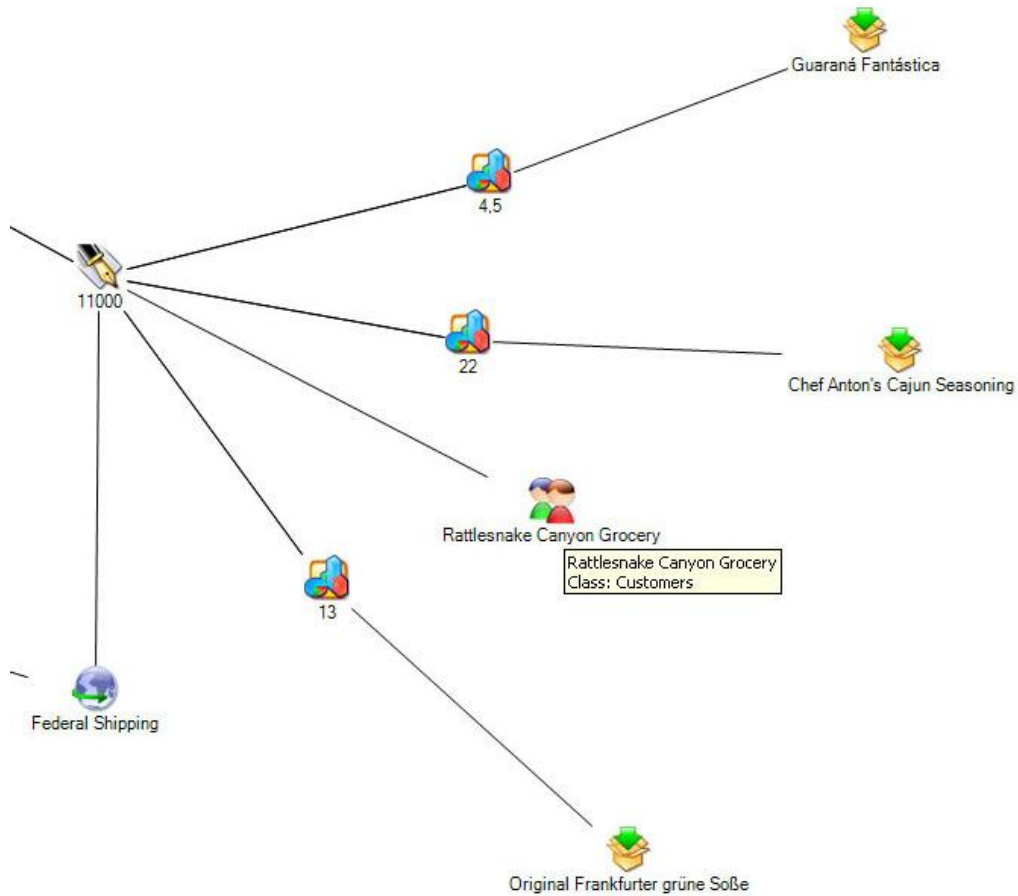 Guaraná Fantástica
4,5
11000
22
Chef Anton's Cajun Seasoning
Rattlesnake Canyon Grocery
Rattlesnake Canyon Grocery
Class: Customers
13
Federal Shipping
Original Frankfurter grüne Soße